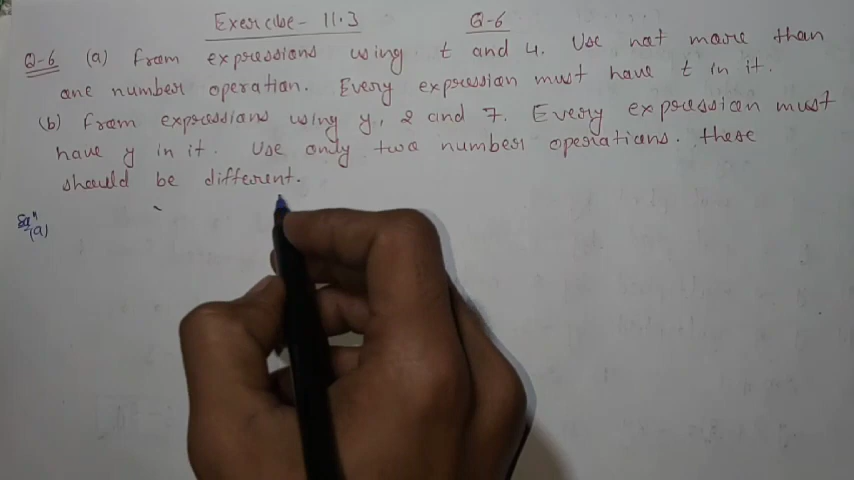 Exercise- 11.3 Q-6
Q-6 (a) From expressions using t and 4. Use not more than
one number operation. Every expression must have t in it.
(b) From expressions using y, 2 and 7. Every expression must
have y in it. Use only two number operations. these
should be different.
Solⁿ
(a)